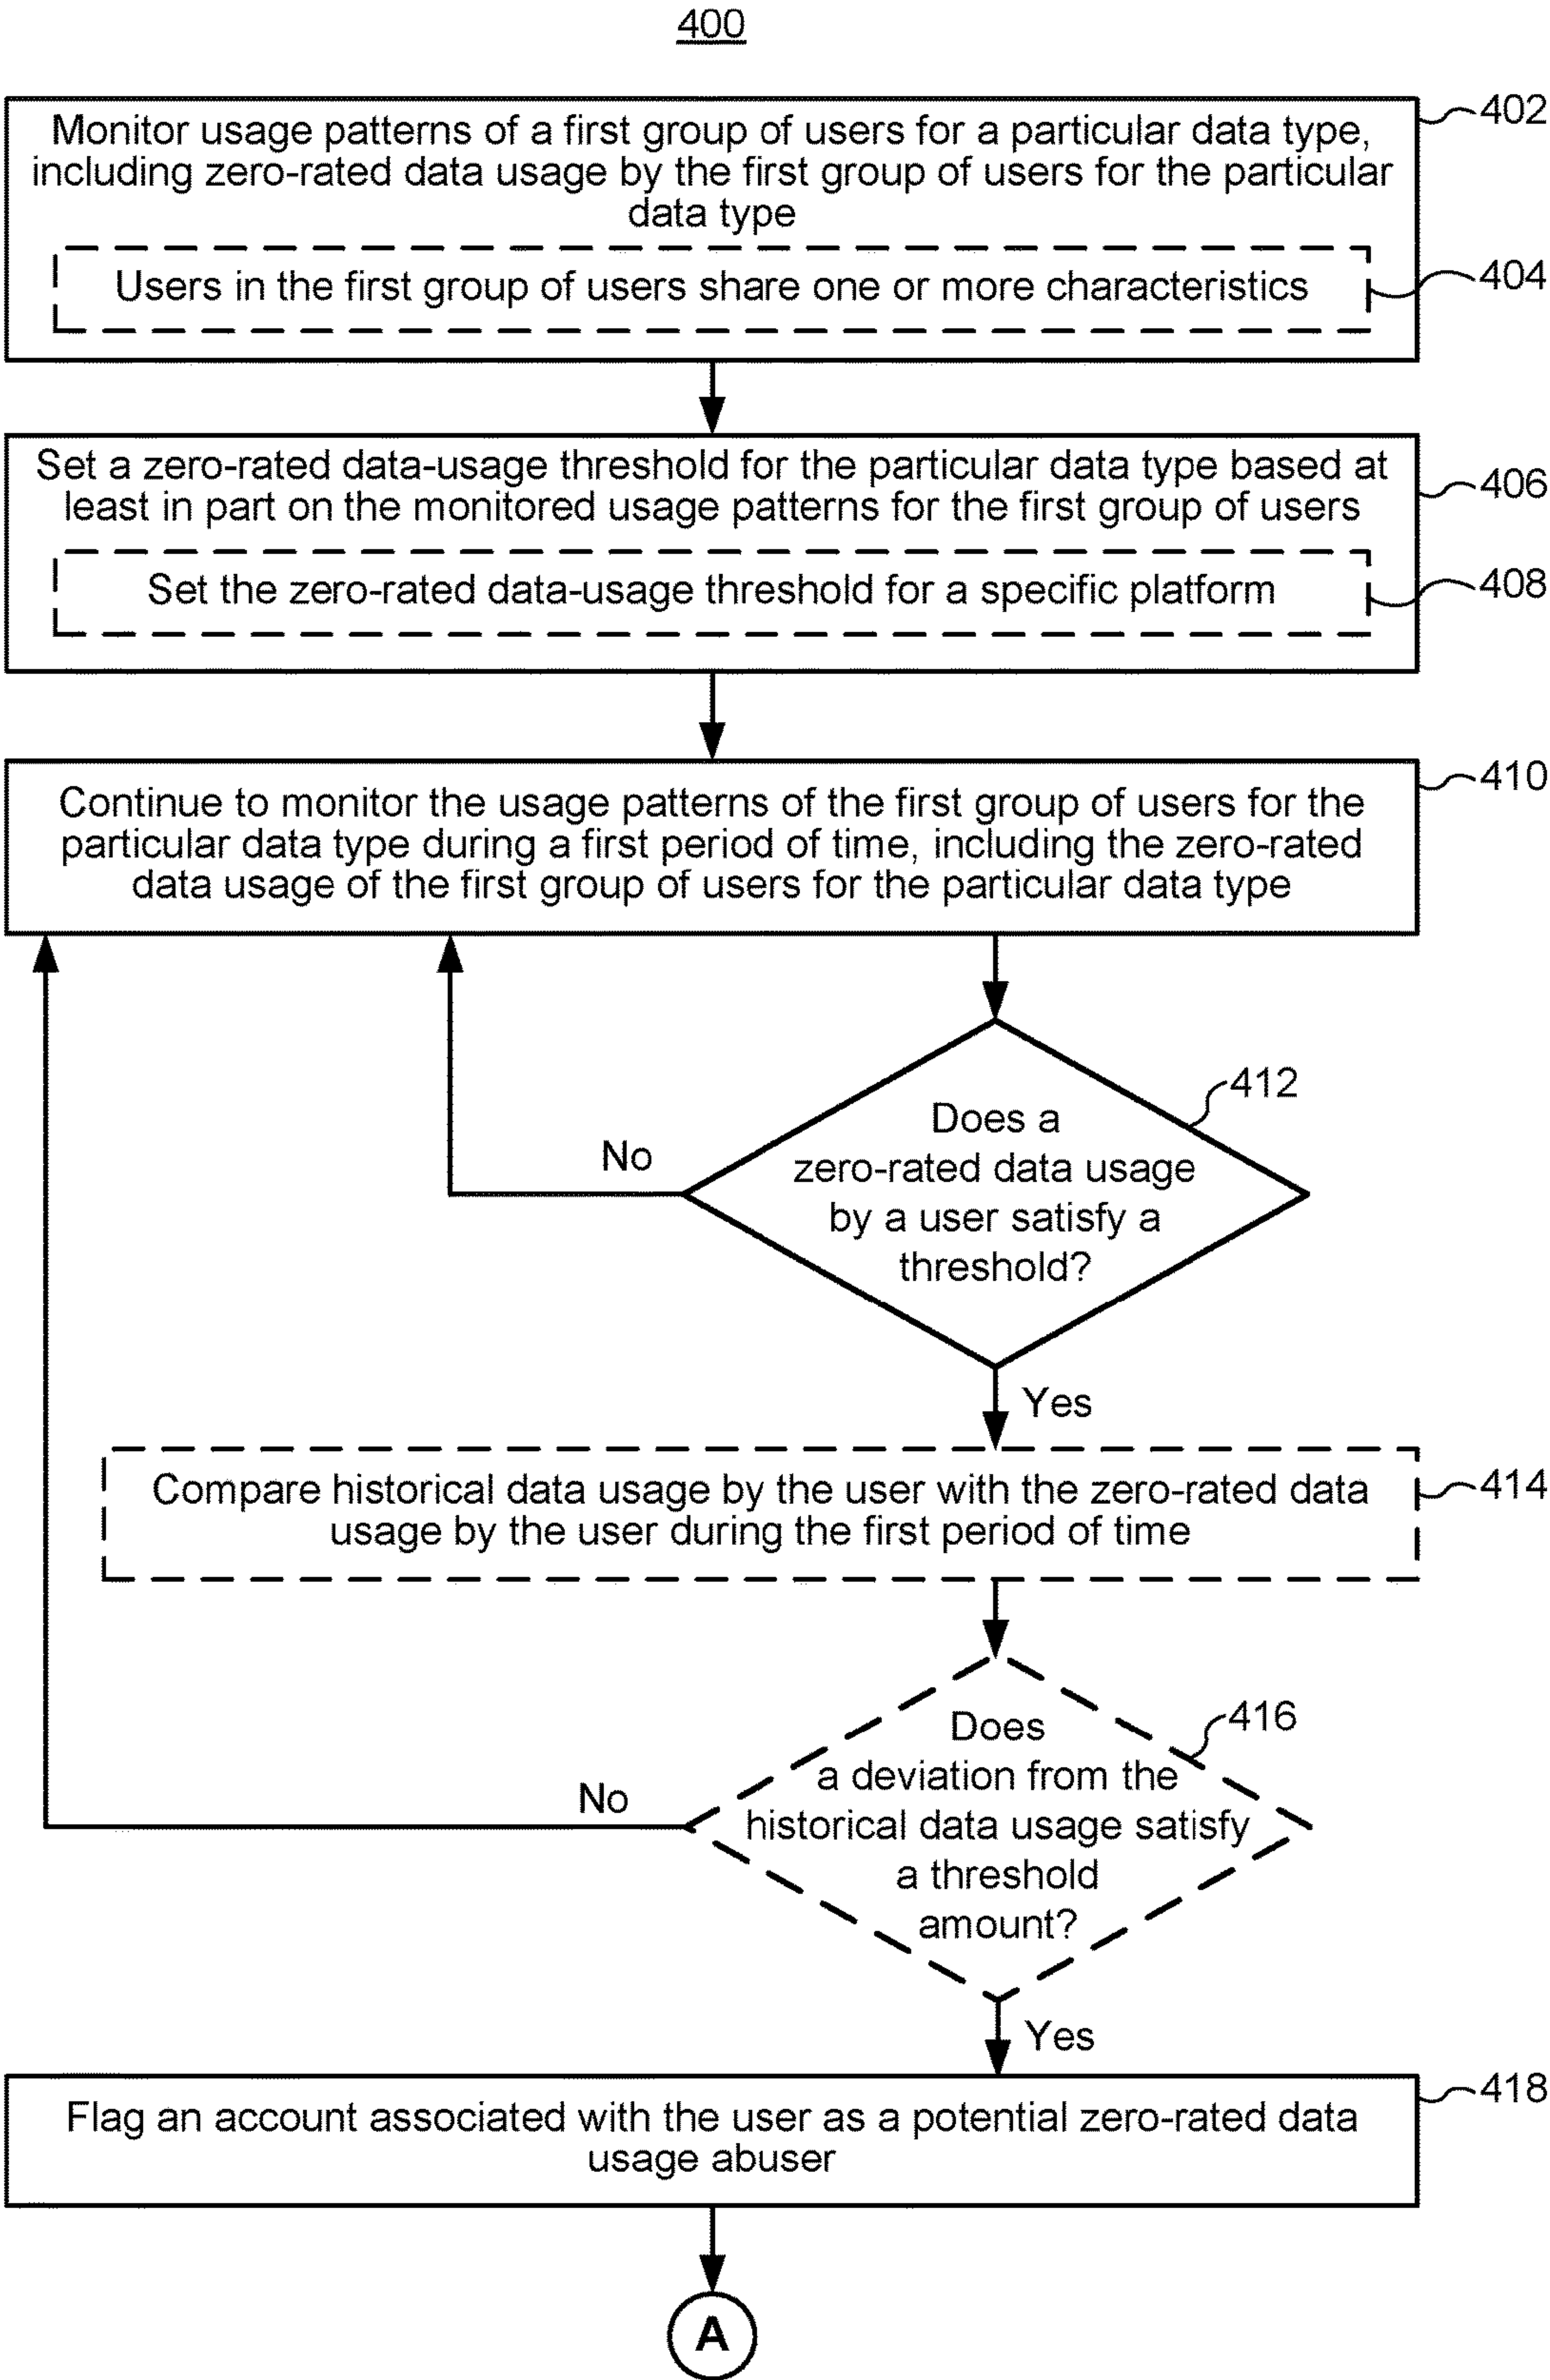 400
Monitor usage patterns of a first group of users for a particular data type,
including zero-rated data usage by the first group of users for the particular
data type
402
Users in the first group of users share one or more characteristics
404
Set a zero-rated data-usage threshold for the particular data type based at
least in part on the monitored usage patterns for the first group of users
406
Set the zero-rated data-usage threshold for a specific platform
408
Continue to monitor the usage patterns of the first group of users for the
particular data type during a first period of time, including the zero-rated
data usage of the first group of users for the particular data type
410
412
Does a
zero-rated data usage
by a user satisfy a
threshold?
No
Yes
Compare historical data usage by the user with the zero-rated data
usage by the user during the first period of time
414
416
Does
a deviation from the
historical data usage satisfy
a threshold
amount?
No
Yes
Flag an account associated with the user as a potential zero-rated data
usage abuser
418
A